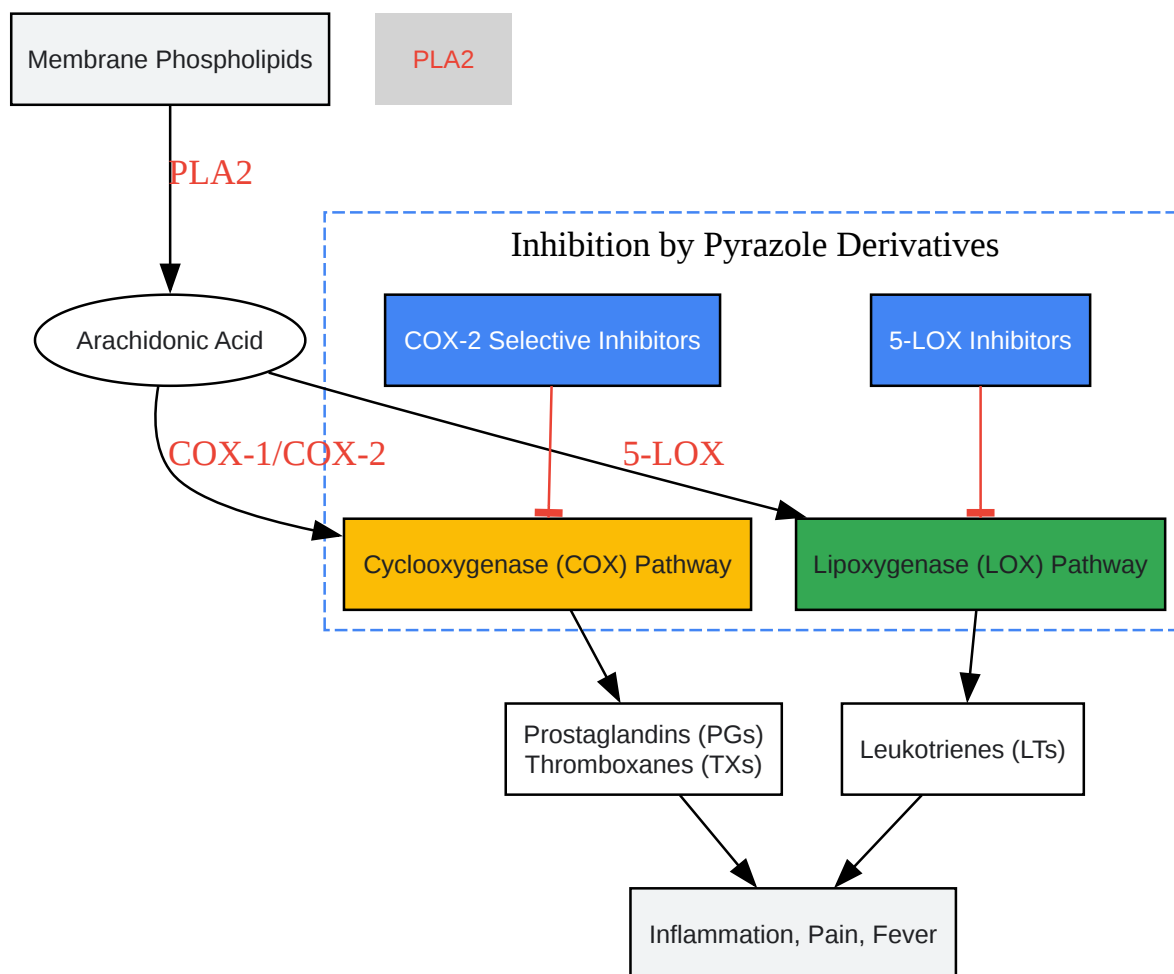 Membrane Phospholipids
PLA2
PLA2
Inhibition by Pyrazole Derivatives
Arachidonic Acid
COX-2 Selective Inhibitors
5-LOX Inhibitors
COX-1/COX-2
5-LOX
Cyclooxygenase (COX) Pathway
Lipoxygenase (LOX) Pathway
Prostaglandins (PGs)
Thromboxanes (TXs)
Leukotrienes (LTs)
Inflammation, Pain, Fever